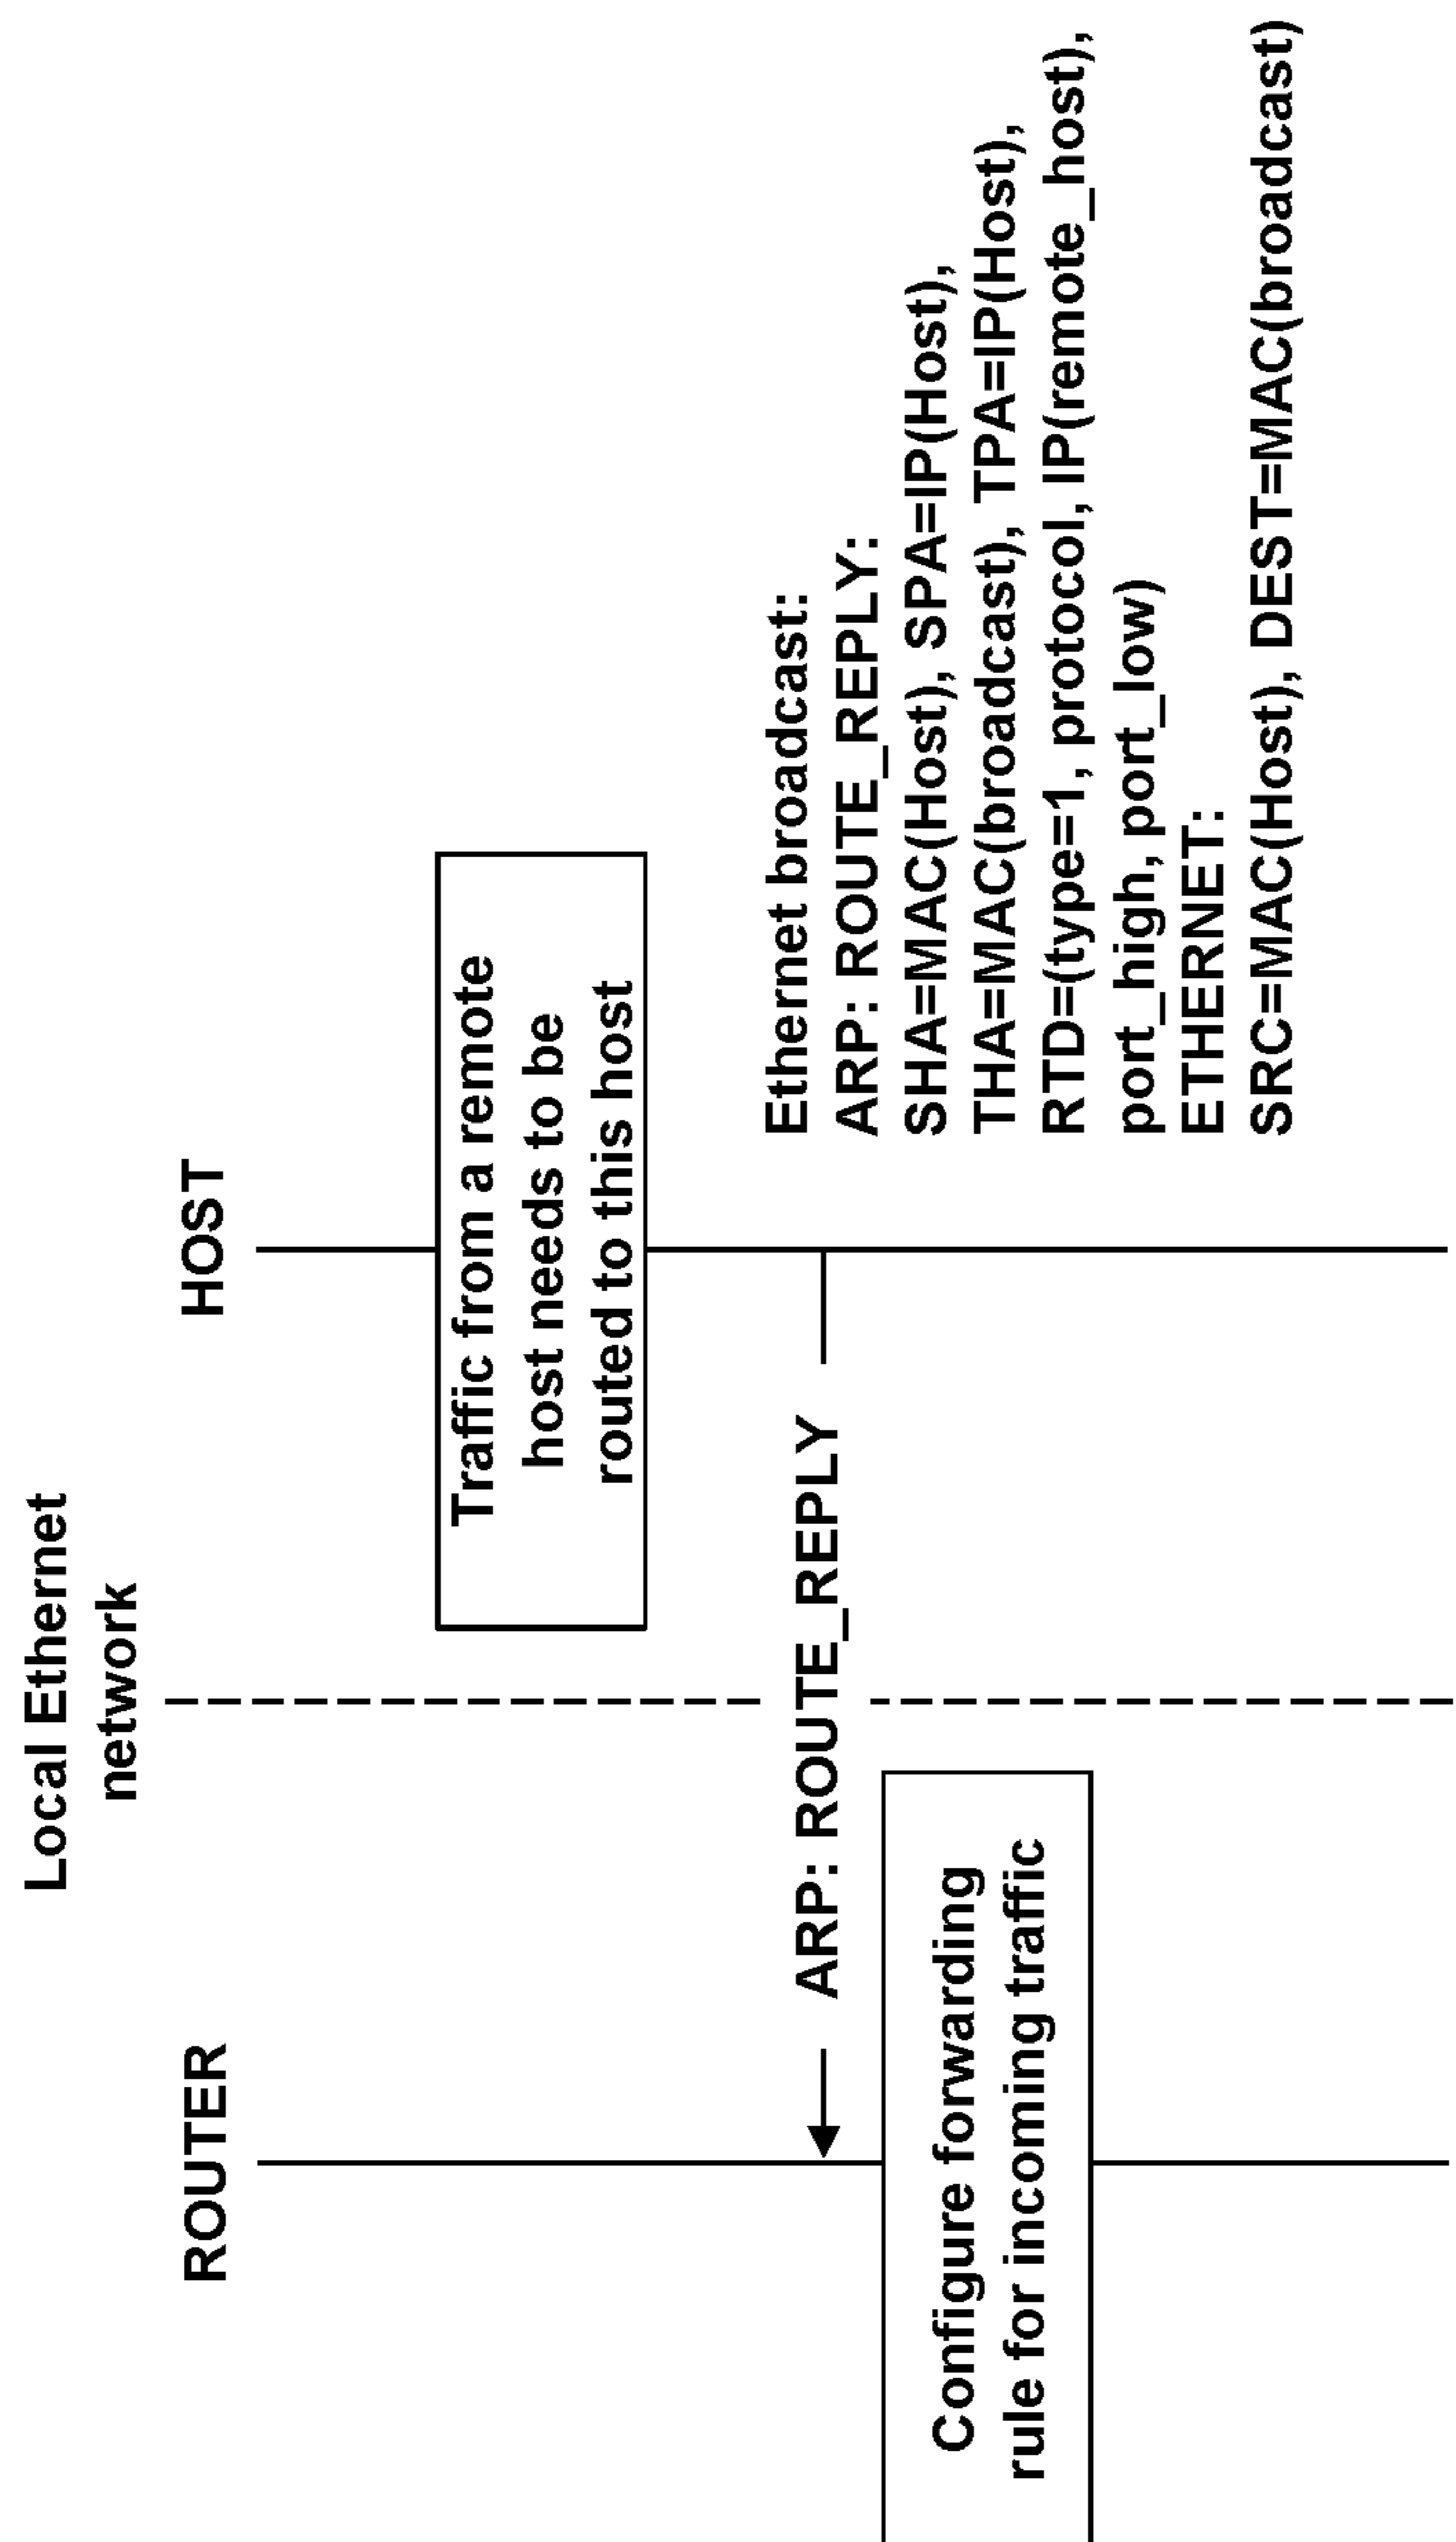 Local Ethernet
network
ROUTER
HOST
Traffic from a remote
host needs to be
routed to this host
ARP: ROUTE_REPLY
Ethernet broadcast:
ARP: ROUTE_REPLY:
SHA=MAC(Host), SPA=IP(Host),
THA=MAC(broadcast), TPA=IP(Host),
RTD=(type=1, protocol, IP(remote_host),
port_high, port_low)
ETHERNET:
SRC=MAC(Host), DEST=MAC(broadcast)
Configure forwarding
rule for incoming traffic